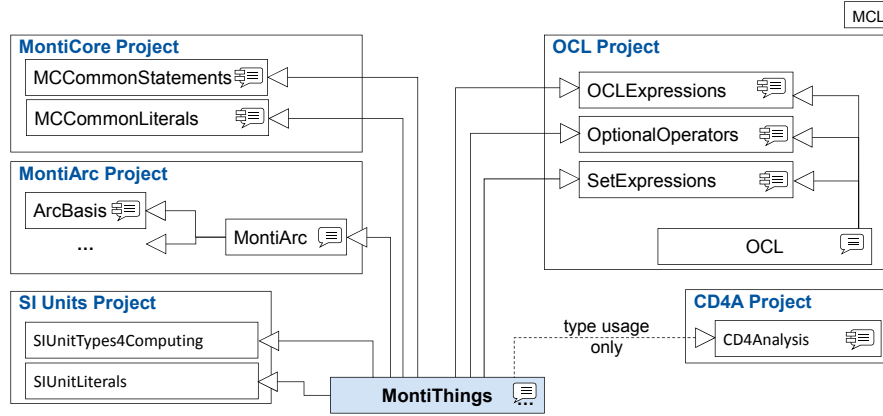 MCL
MontiCore Project
MCCommonStatements
MCCommonLiterals
OCL Project
OCLExpressions
OptionalOperators
SetExpressions
OCL
MontiArc Project
ArcBasis
...
MontiArc
SI Units Project
SIUnitTypes4Computing
SIUnitLiterals
CD4A Project
CD4Analysis
type usage
only
MontiThings
...